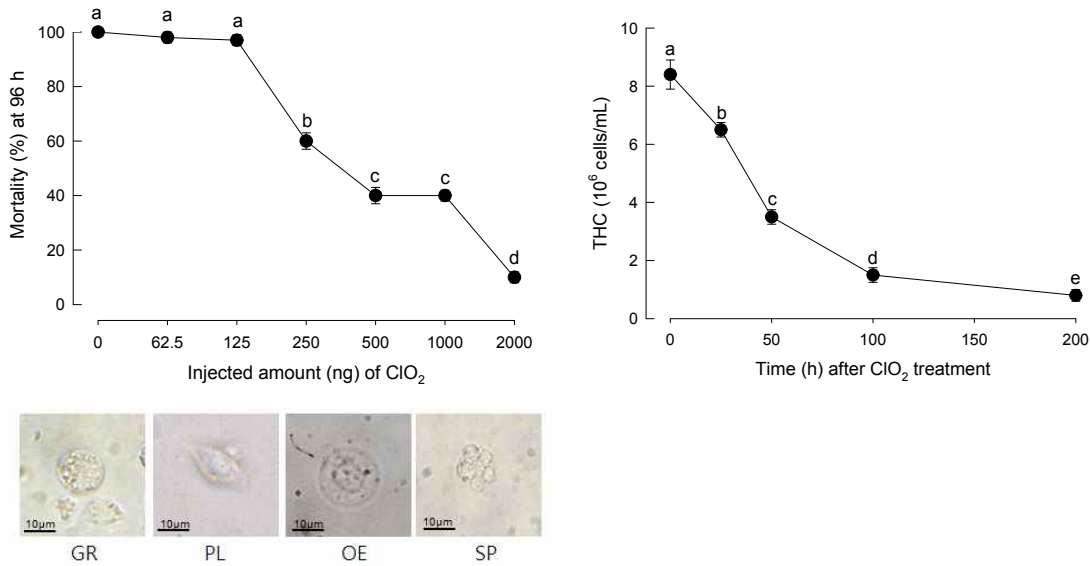 a
a
a
b
c
c
d
100
80
60
40
20
0
Mortality (%) at 96 h
0 62.5 125 250 500 1000 2000
Injected amount (ng) of ClO₂
a
b
c
d
e
10
8
6
4
2
0
THC (10⁶ cells/mL)
0 50 100 150 200
Time (h) after ClO₂ treatment
10μm 10μm 10μm 10μm
GR PL OE SP